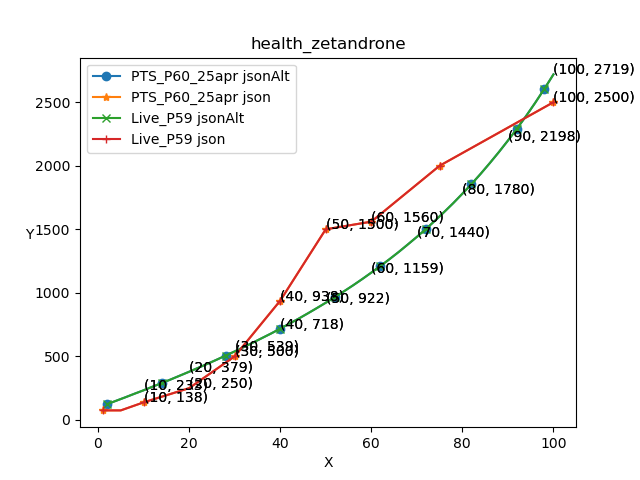 health_zetandrone
PTS_P60_25apr jsonAlt
PTS_P60_25apr json
Live_P59 jsonAlt
Live_P59 json
(100, 2719)
(100, 2500)
(90, 2198)
(80, 1780)
(60, 1560)
(50, 1500)
(70, 1440)
(60, 1159)
(40, 938)
(50, 922)
(40, 718)
(30, 539)
(30, 500)
(20, 379)
(20, 250)
(10, 138)
2500
2000
1500
1000
500
0
Y
0 20 40 60 80 100
X